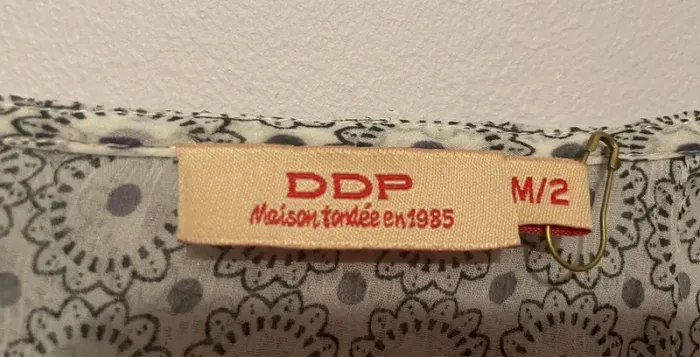 DDP
Maison fondée en 1985
M/2